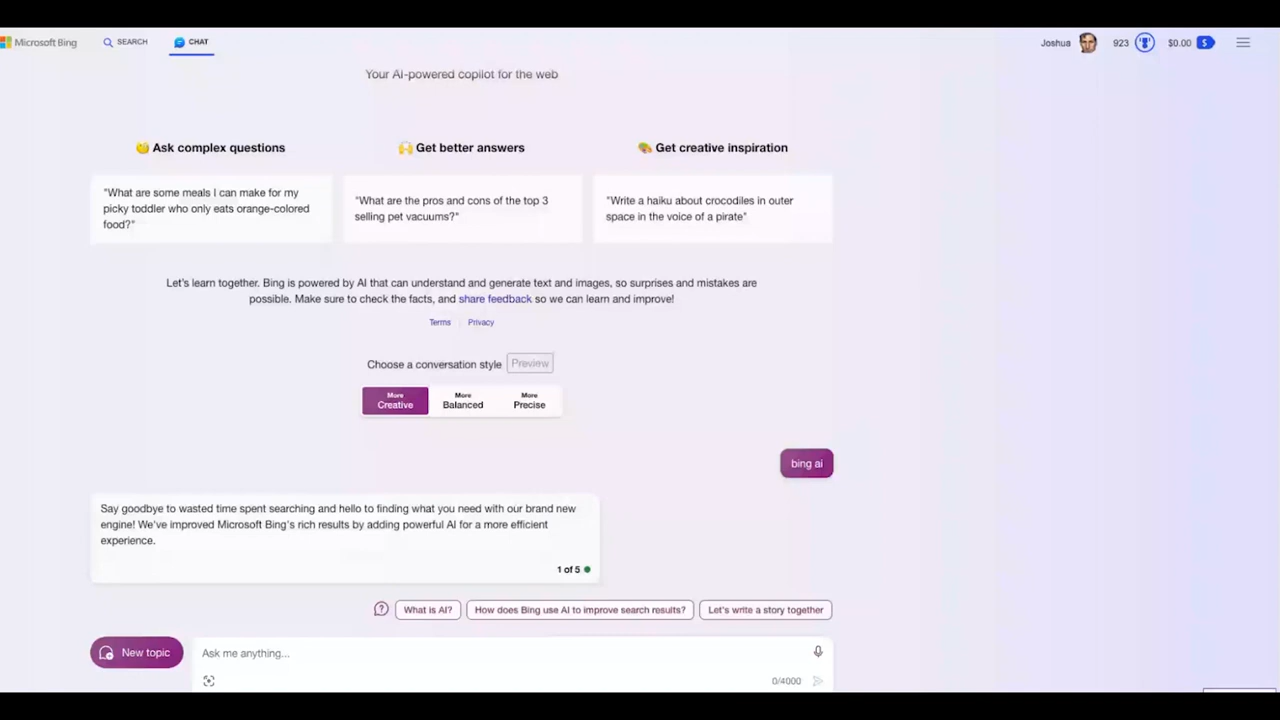 Microsoft Bing SEARCH CHAT Joshua 923 $0.00
Your AI-powered copilot for the web
Ask complex questions Get better answers Get creative inspiration
"What are some meals I can make for my
picky toddler who only eats orange-colored
food?"
"What are the pros and cons of the top 3
selling pet vacuums?"
"Write a haiku about crocodiles in outer
space in the voice of a pirate"
Let's learn together. Bing is powered by AI that can understand and generate text and images, so surprises and mistakes are
possible. Make sure to check the facts, and share feedback so we can learn and improve!
Terms Privacy
Choose a conversation style Preview
More Creative
More Balanced
More Precise
bing ai
Say goodbye to wasted time spent searching and hello to finding what you need with our brand new
engine! We've improved Microsoft Bing's rich results by adding powerful AI for a more efficient
experience.
1 of 5
What is AI? How does Bing use AI to improve search results? Let's write a story together
New topic Ask me anything...
0/4000